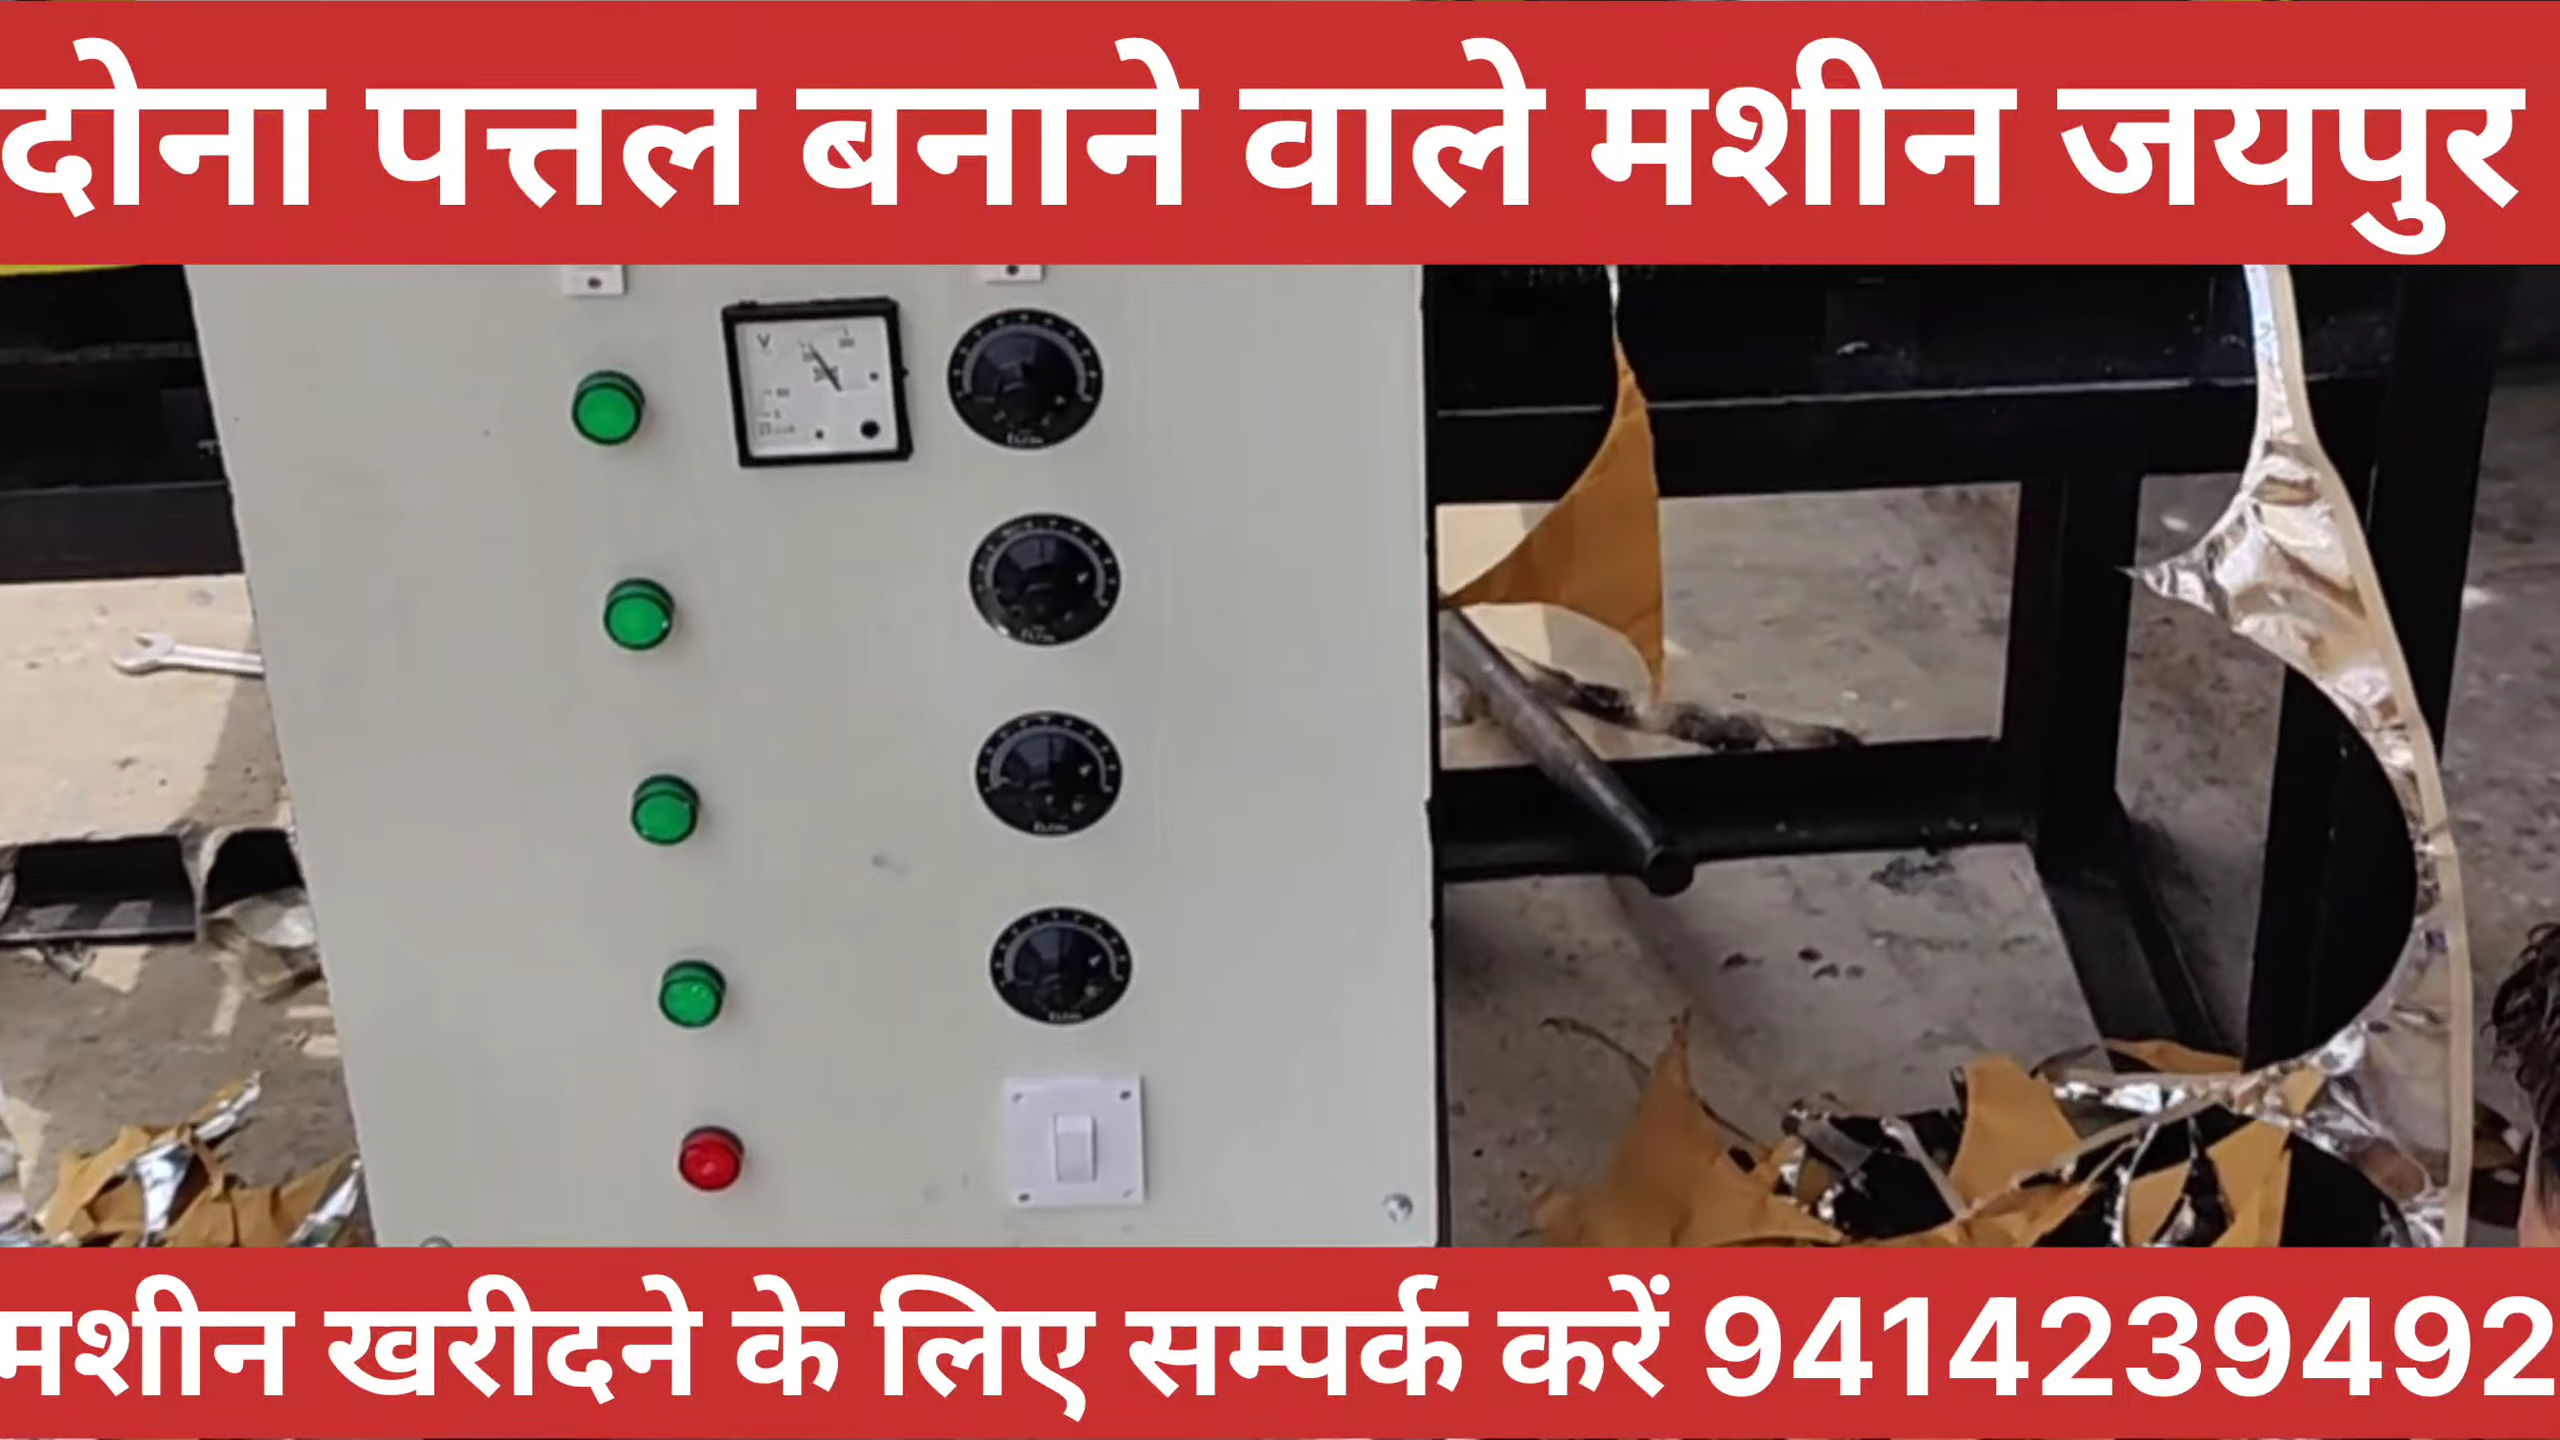 दोना पत्तल बनाने वाले मशीन जयपुर
V
मशीन खरीदने के लिए सम्पर्क करें 9414239492